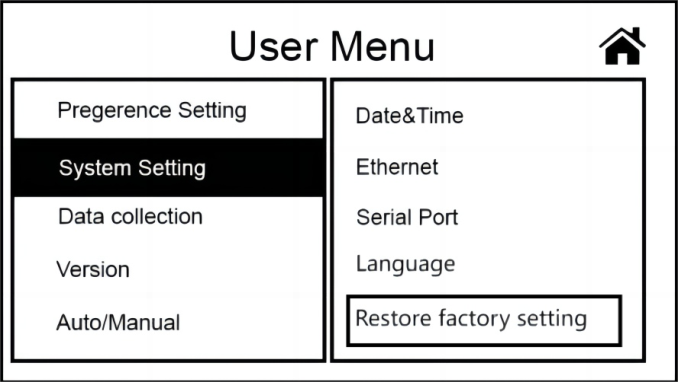 User Menu
Pregerence Setting
System Setting
Data collection
Version
Auto/Manual
Date&Time
Ethernet
Serial Port
Language
Restore factory setting